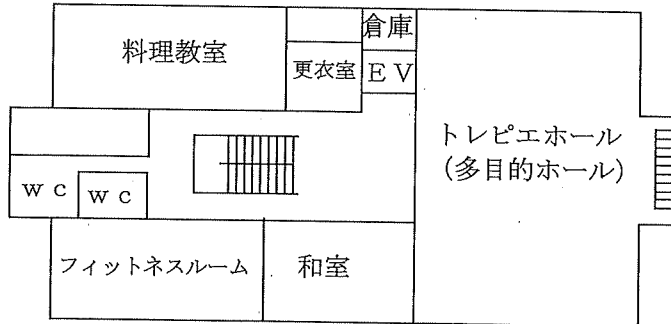 倉庫
料理教室
更衣室
ＥＶ
トレピエホール
(多目的ホール)
ｗｃ
ｗｃ
フィットネスルーム
和室